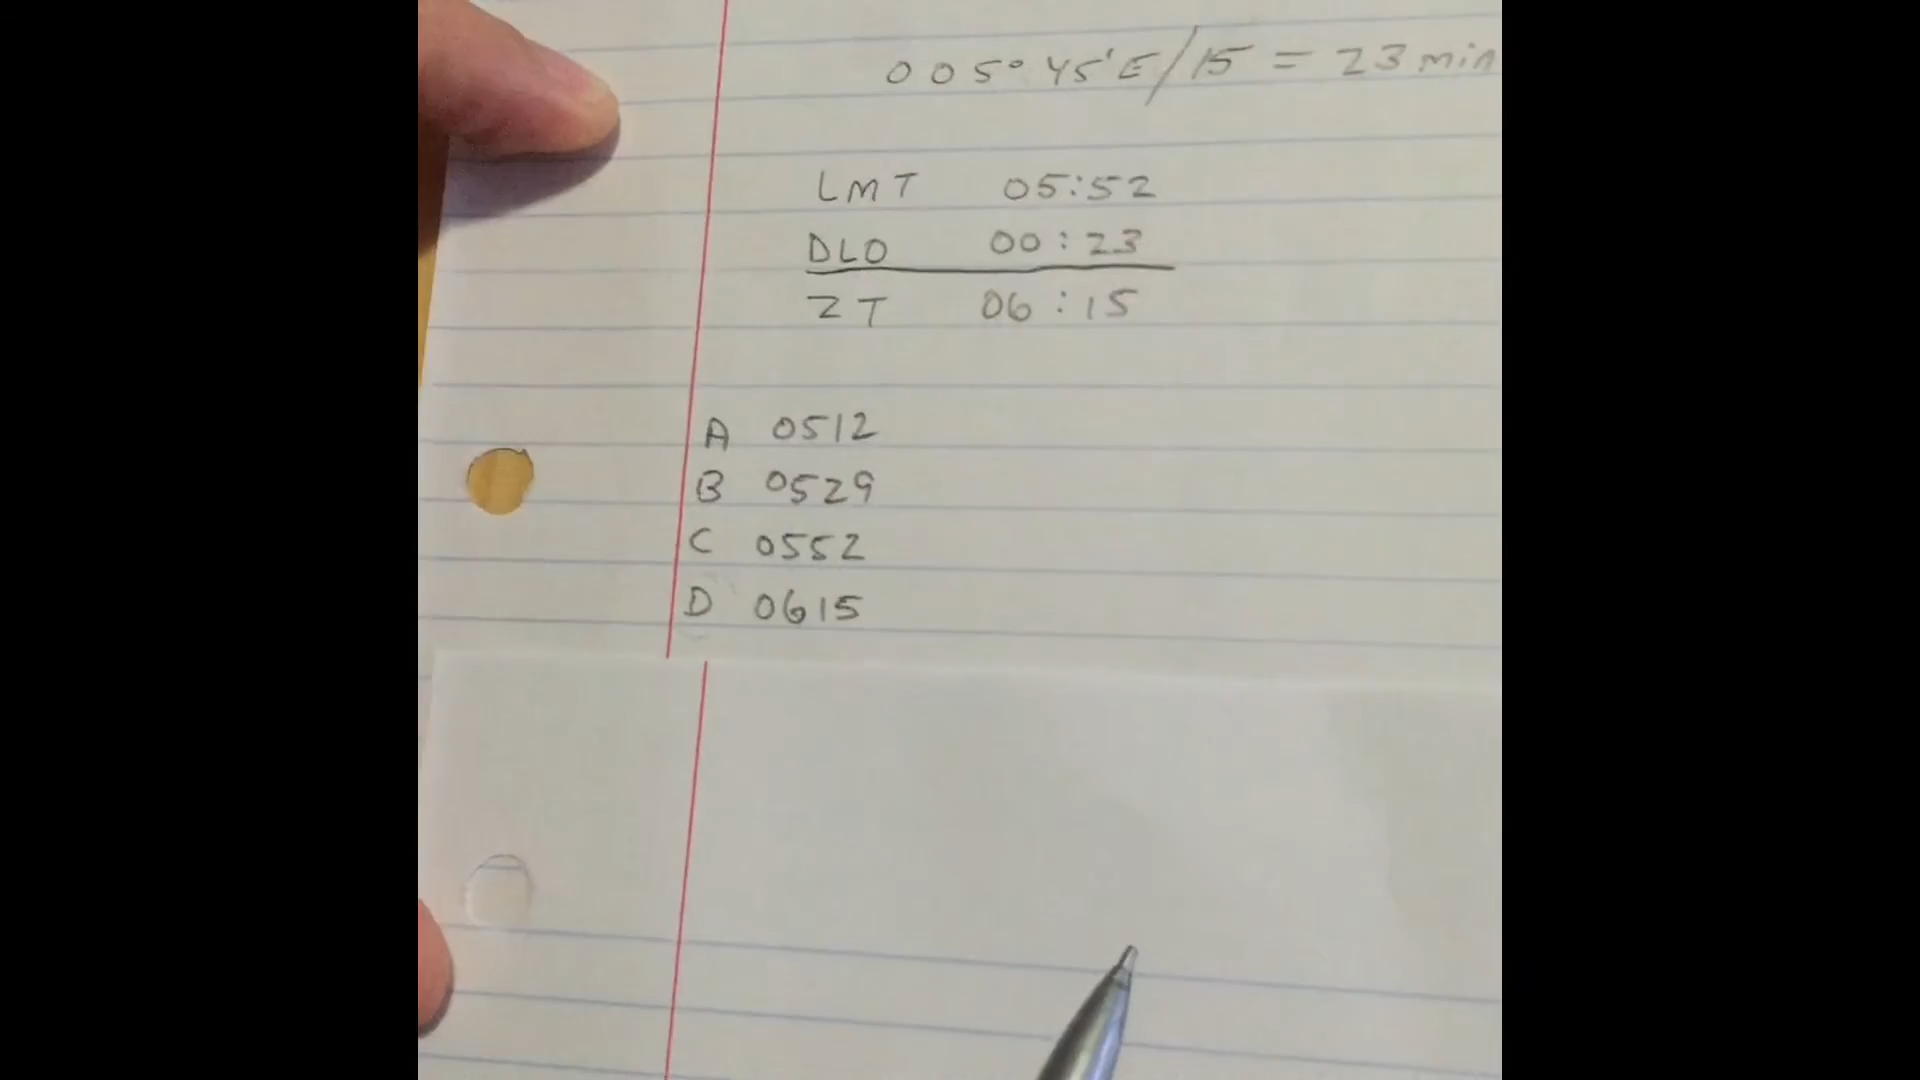 005° 45'E/15 = 23 min
LMT 05:52
DLO 00:23
ZT 06:15
A 0512
B 0529
C 0552
D 0615